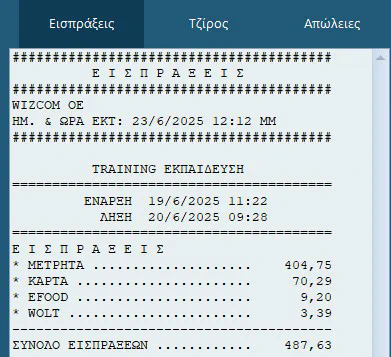 Εισπράξεις Τζίρος Απώλειες
########################################
Ε Ι Σ Π Ρ Α Ξ Ε Ι Σ
########################################
WIZCOM OE
ΗΜ. & ΩΡΑ ΕΚΤ: 23/6/2025 12:12 ΜΜ
########################################
TRAINING ΕΚΠΑΙΔΕΥΣΗ
========================================
ΕΝΑΡΞΗ 19/6/2025 11:22
ΛΗΞΗ 20/6/2025 09:28
========================================
Ε Ι Σ Π Ρ Α Ξ Ε Ι Σ
* ΜΕΤΡΗΤΑ .................... 404,75
* ΚΑΡΤΑ ...................... 70,29
* EFOOD ...................... 9,20
* WOLT ....................... 3,39
----------------------------------------
ΣΥΝΟΛΟ ΕΙΣΠΡΑΞΕΩΝ ............ 487,63